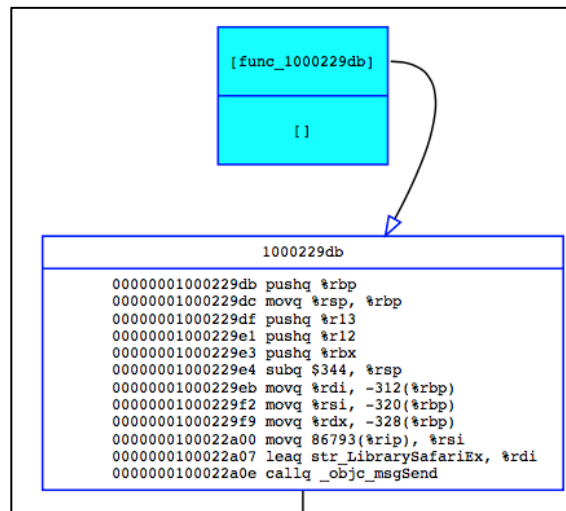 [func_1000229db]
[]
1000229db
00000001000229db pushq %rbp
00000001000229dc movq %rsp, %rbp
00000001000229df pushq %r13
00000001000229e1 pushq %r12
00000001000229e3 pushq %rbx
00000001000229e4 subq $344, %rsp
00000001000229eb movq %rdi, -312(%rbp)
00000001000229f2 movq %rsi, -320(%rbp)
00000001000229f9 movq %rdx, -328(%rbp)
0000000100022a00 movq 86793(%rip), %rsi
0000000100022a07 leaq str_LibrarySafariEx, %rdi
0000000100022a0e callq _objc_msgSend